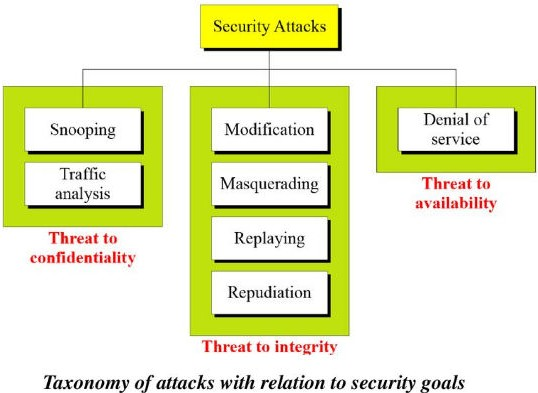 Security Attacks
Snooping
Traffic
analysis
Threat to
confidentiality
Modification
Masquerading
Replaying
Repudiation
Threat to integrity
Denial of
service
Threat to
availability
Taxonomy of attacks with relation to security goals